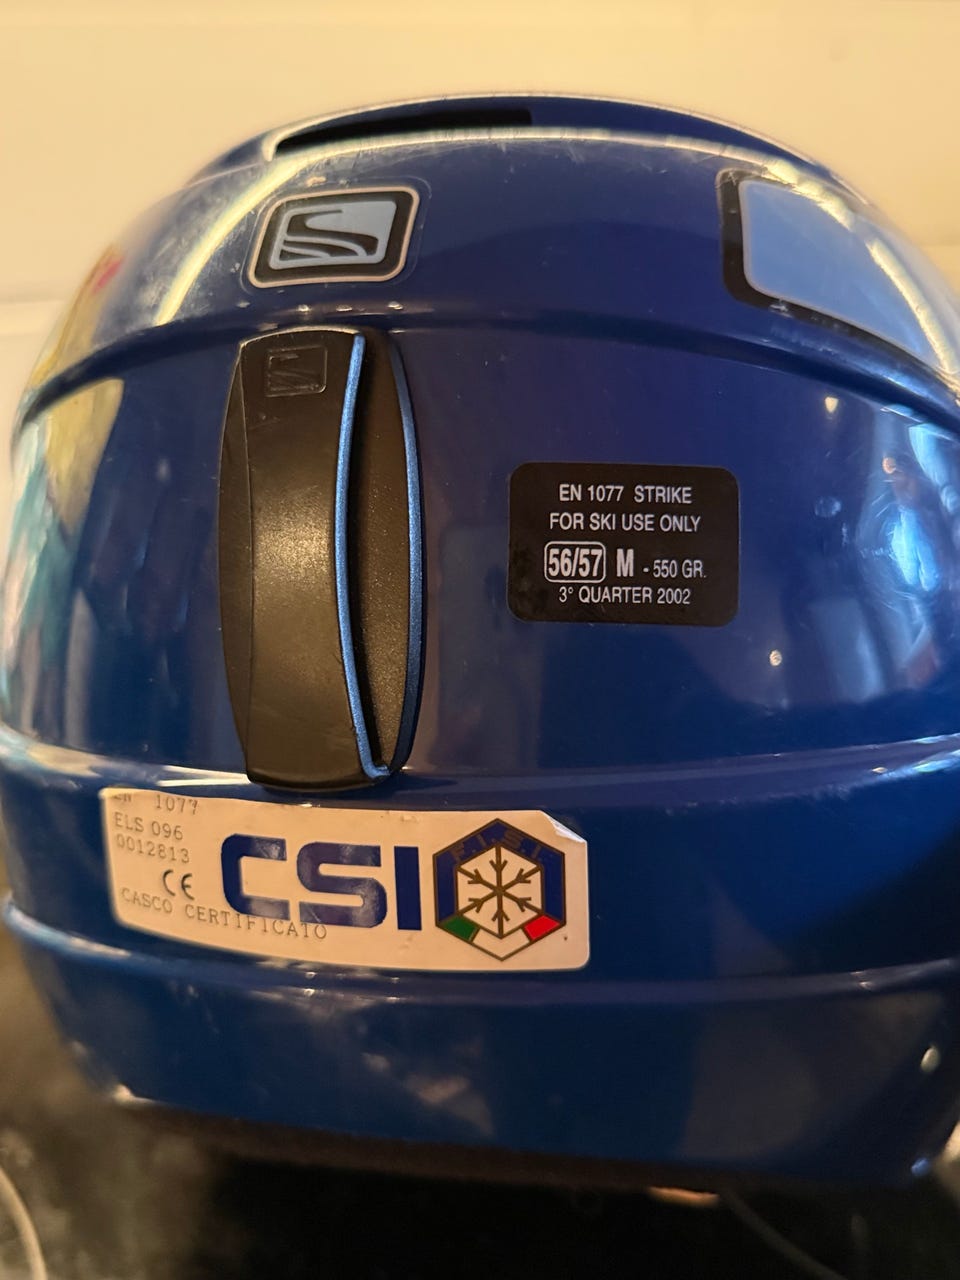 EN 1077 STRIKE
FOR SKI USE ONLY
56/57 M - 550 GR.
3° QUARTER 2002
EN 1077
ELS 096
0012813
CE
CASCO CERTIFICATO
CSI
F.I.S.I.